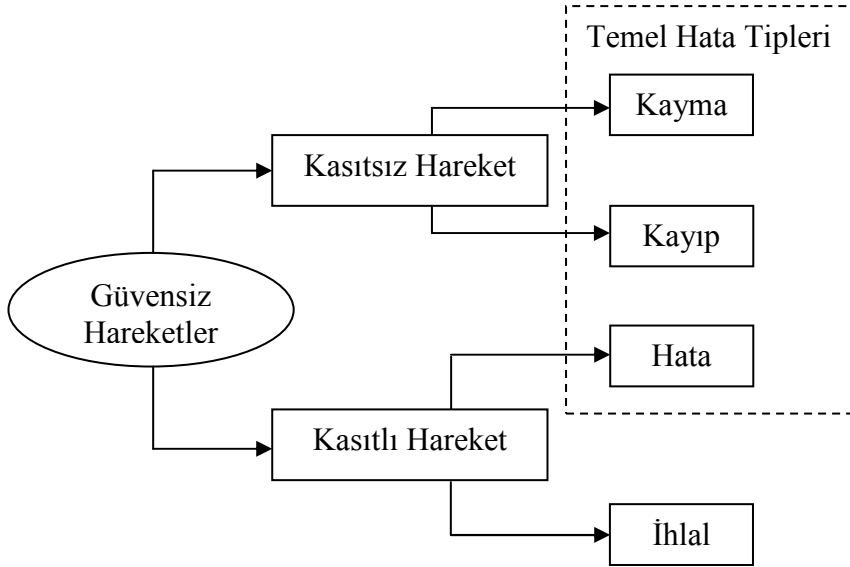 Temel Hata Tipleri
Kayma
Kasıtsız Hareket
Kayıp
Güvensiz
Hareketler
Hata
Kasıtlı Hareket
İhlal